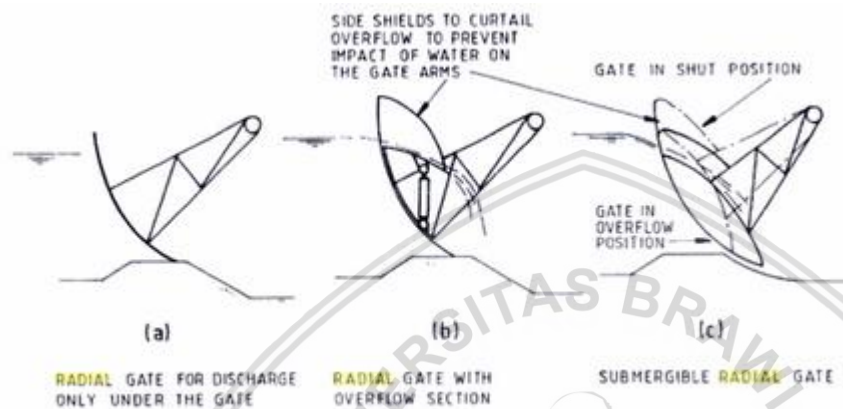 SIDE SHIELDS TO CURTAIL
OVERFLOW TO PREVENT
IMPACT OF WATER ON
THE GATE ARMS
GATE IN SHUT POSITION
GATE IN
OVERFLOW
POSITION
(a)
(b)
(c)
RADIAL GATE FOR DISCHARGE
ONLY UNDER THE GATE
RADIAL GATE WITH
OVERFLOW SECTION
SUBMERGIBLE RADIAL GATE
ERSITAS BRAWI